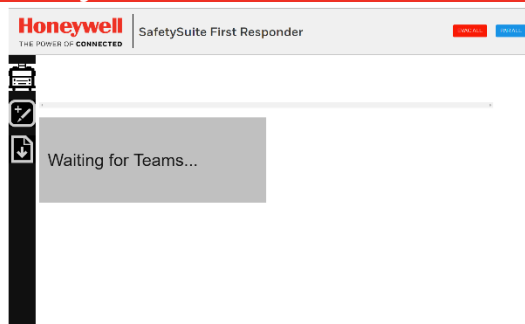 Honeywell
THE POWER OF CONNECTED
SafetySuite First Responder
Waiting for Teams...